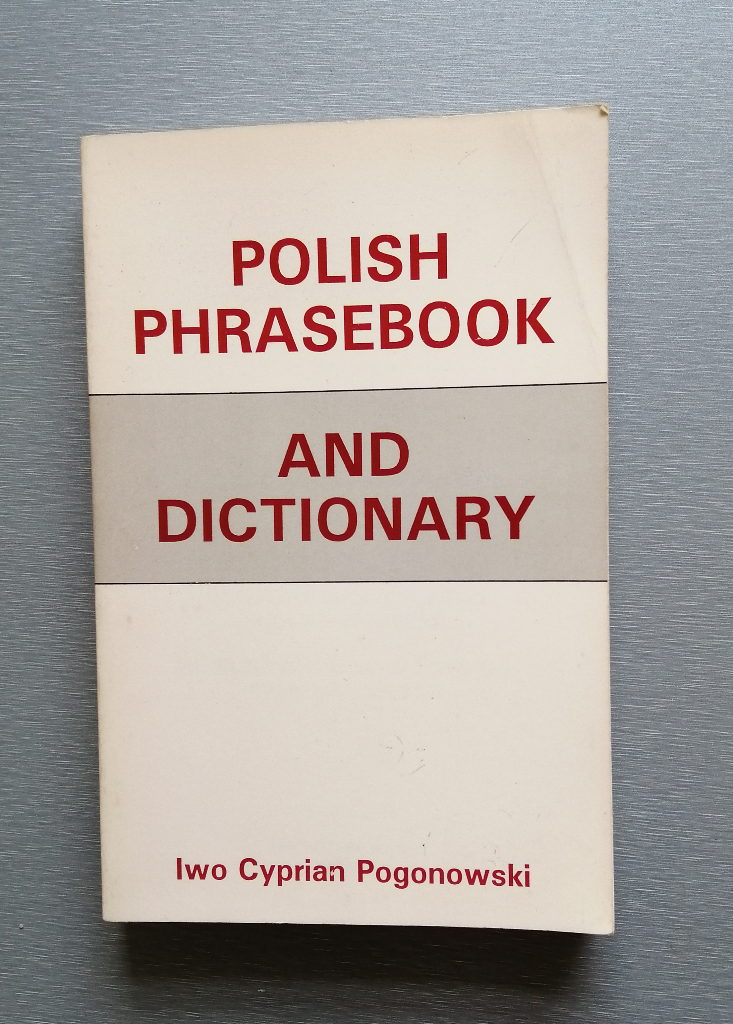 POLISH
PHRASEBOOK
AND
DICTIONARY
Iwo Cyprian Pogonowski